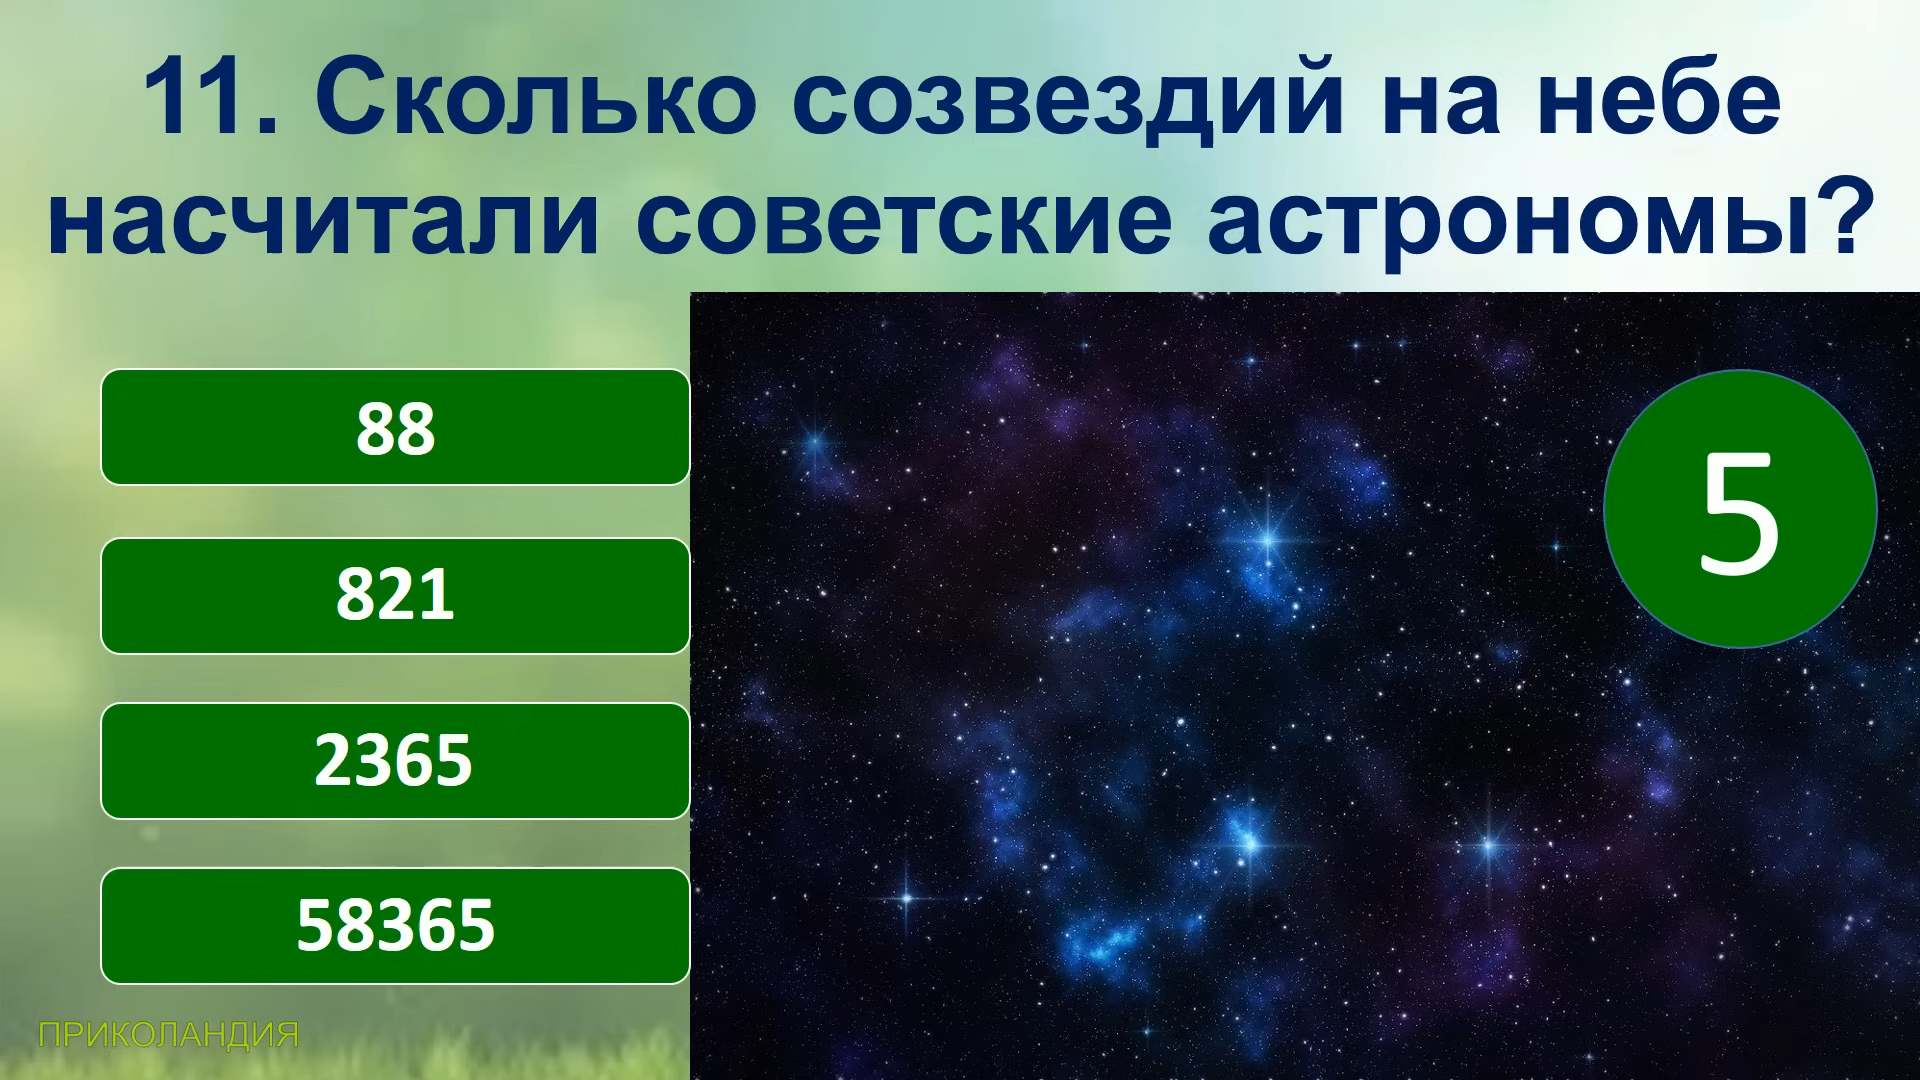 11. Сколько созвездий на небе
насчитали советские астрономы?
88
821
2365
58365
5
ПРИКОЛАНДИЯ